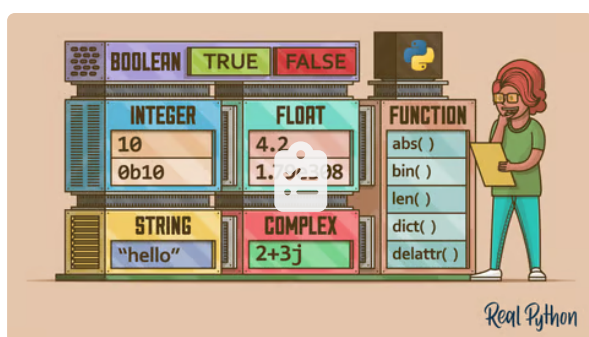 BOOLEAN TRUE FALSE
INTEGER
10
0b10
FLOAT
4.2
STRING
"hello"
COMPLEX
2+3j
FUNCTION
abs( )
bin( )
len( )
dict( )
delattr( )
Real Python